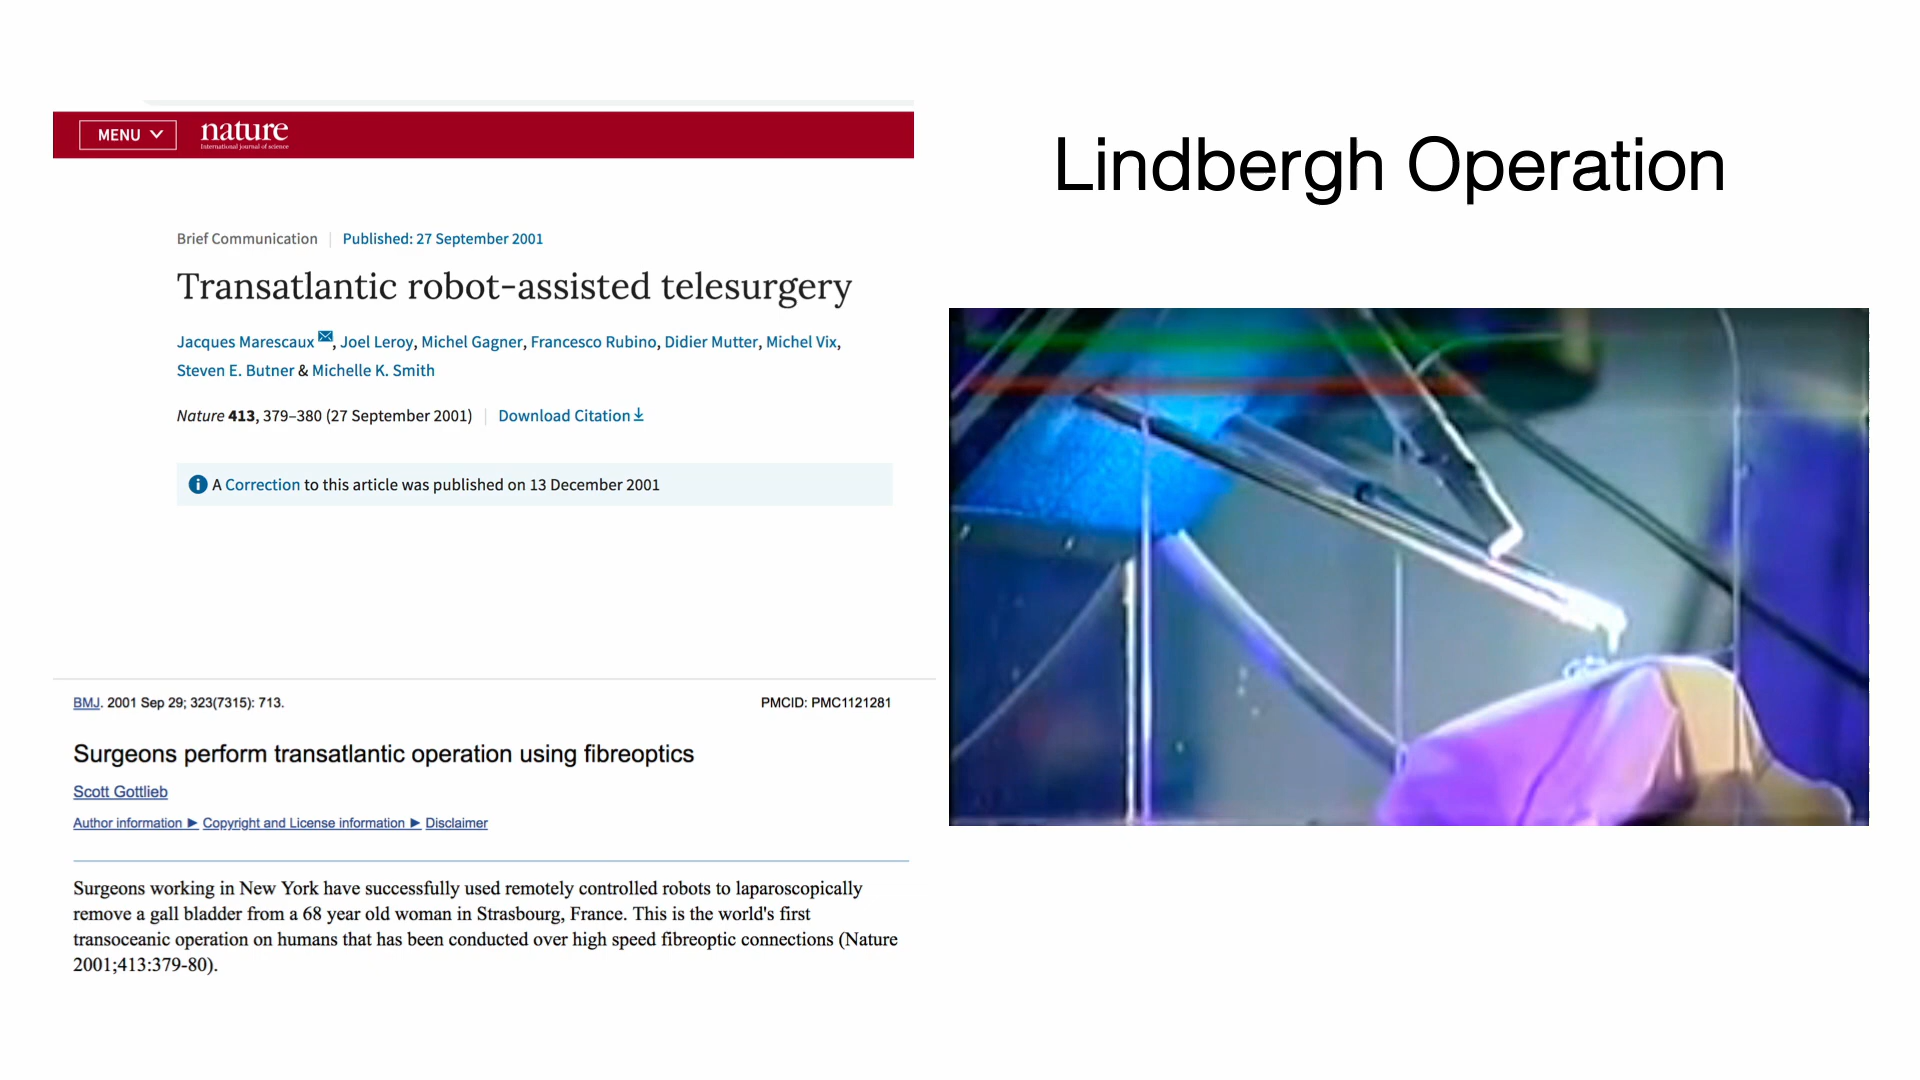 MENU
nature
International journal of science
Lindbergh Operation
Brief Communication | Published: 27 September 2001
Transatlantic robot-assisted telesurgery
Jacques Marescaux, Joel Leroy, Michel Gagner, Francesco Rubino, Didier Mutter, Michel Vix,
Steven E. Butner & Michelle K. Smith
Nature 413, 379–380 (27 September 2001) | Download Citation
A Correction to this article was published on 13 December 2001
BMJ. 2001 Sep 29; 323(7315): 713. PMCID: PMC1121281
Surgeons perform transatlantic operation using fibreoptics
Scott Gottlieb
Author information ► Copyright and License information ► Disclaimer
Surgeons working in New York have successfully used remotely controlled robots to laparoscopically
remove a gall bladder from a 68 year old woman in Strasbourg, France. This is the world's first
transoceanic operation on humans that has been conducted over high speed fibreoptic connections (Nature
2001;413:379-80).